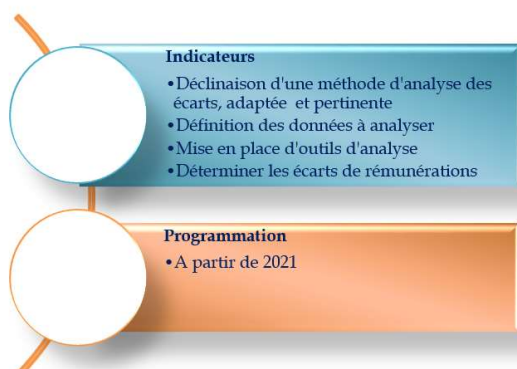 Indicateurs
•Déclinaison d'une méthode d'analyse des
écarts, adaptée et pertinente
•Définition des données à analyser
•Mise en place d'outils d'analyse
•Déterminer les écarts de rémunérations
Programmation
•A partir de 2021